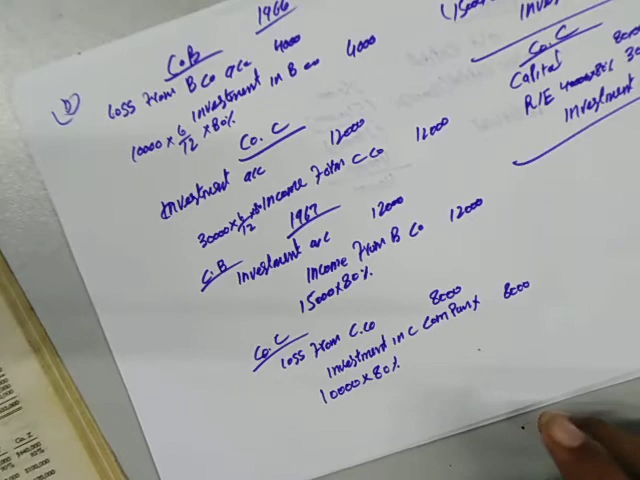 1966
Co.B
(b) Loss from B Co a/c 4000
Investment in B co 4000
10000 × 6/12 × 80%
Co. C
Investment a/c 12000
Income from C Co 12000
30000 × 6/12
1967
C.B Investment a/c 12000
Income from B Co 12000
15000 × 80%
Co. C
Loss from C.Co 8000
Investment in C Company 8000
10000 × 80%
Co. C
Capital
R/E 40000 × 80%
Investment